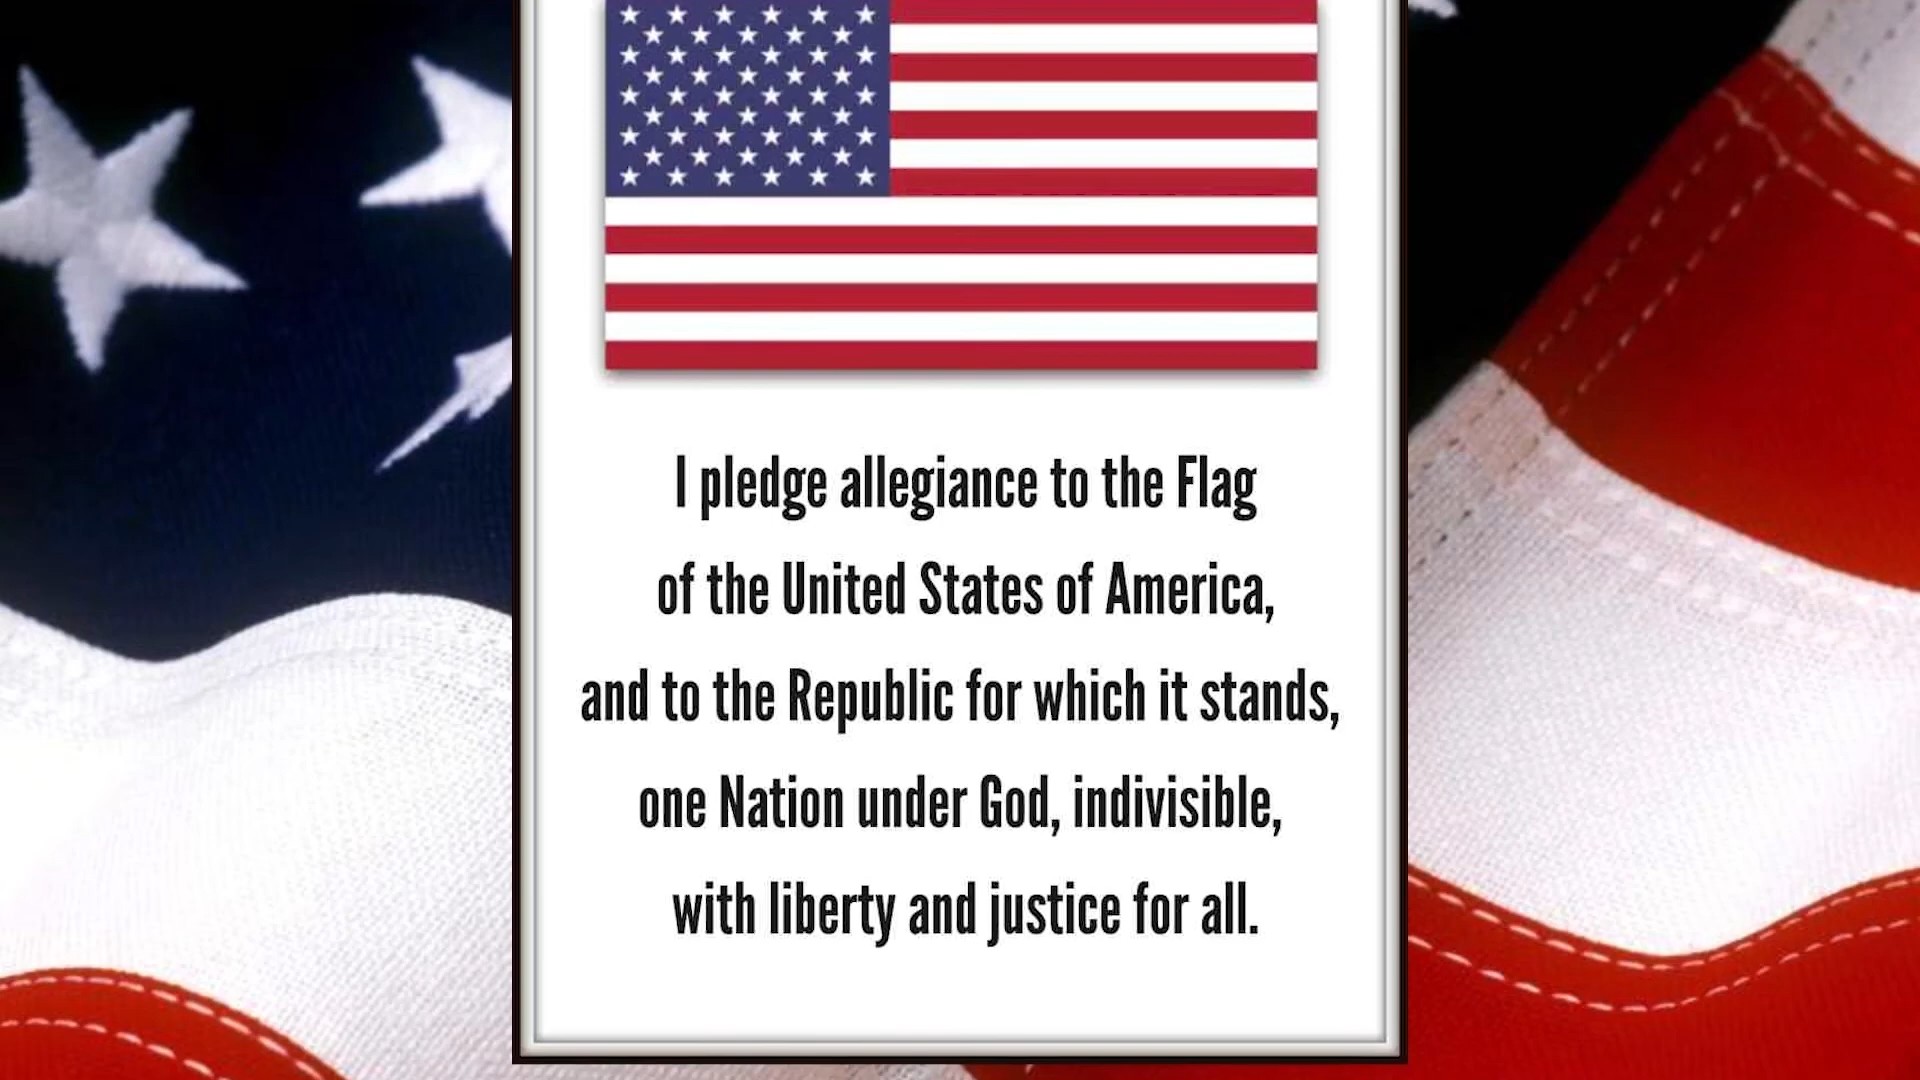 I pledge allegiance to the Flag
of the United States of America,
and to the Republic for which it stands,
one Nation under God, indivisible,
with liberty and justice for all.